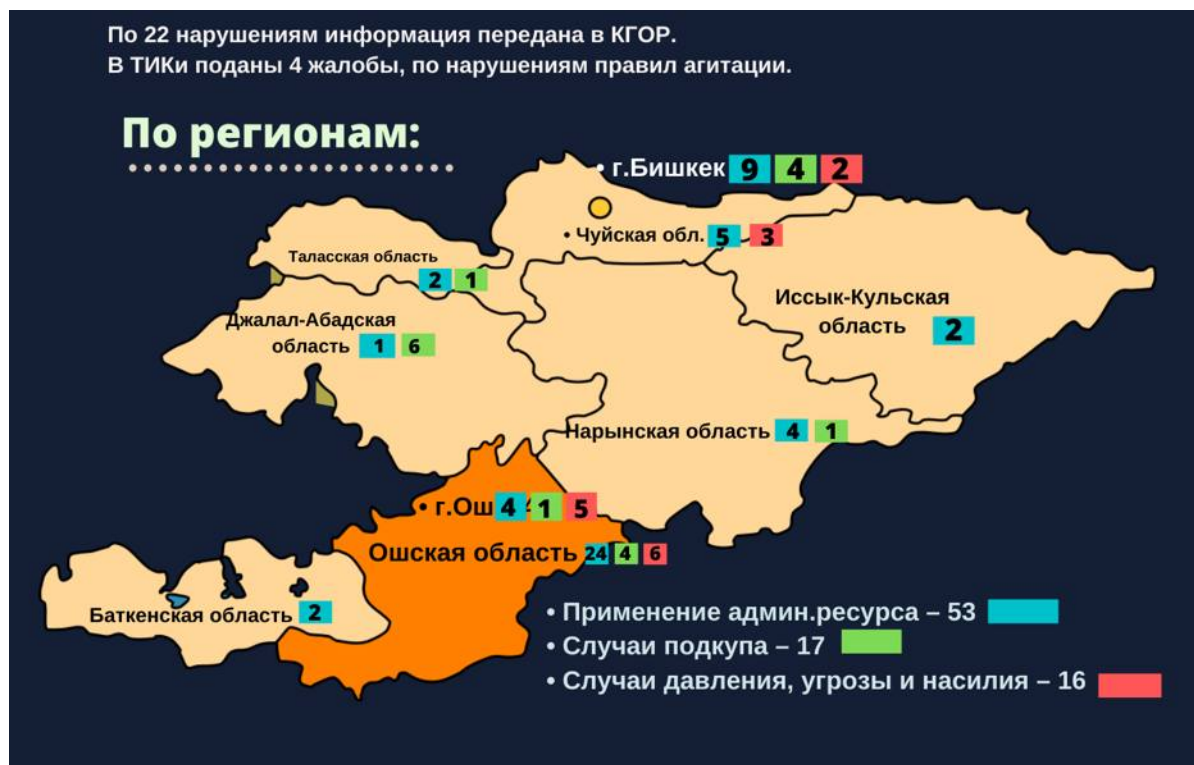 По 22 нарушениям информация передана в КГОР.
В ТИКи поданы 4 жалобы, по нарушениям правил агитации.
По регионам:
• г.Бишкек 9 4 2
• Чуйская обл. 5 3
Таласская область
2 1
Иссык-Кульская
область 2
Джалал-Абадская
область 1 6
Нарынская область 4 1
• г.Ош 4 1 5
Ошская область 24 4 6
Баткенская область 2
• Применение админ.ресурса – 53
• Случаи подкупа – 17
• Случаи давления, угрозы и насилия – 16